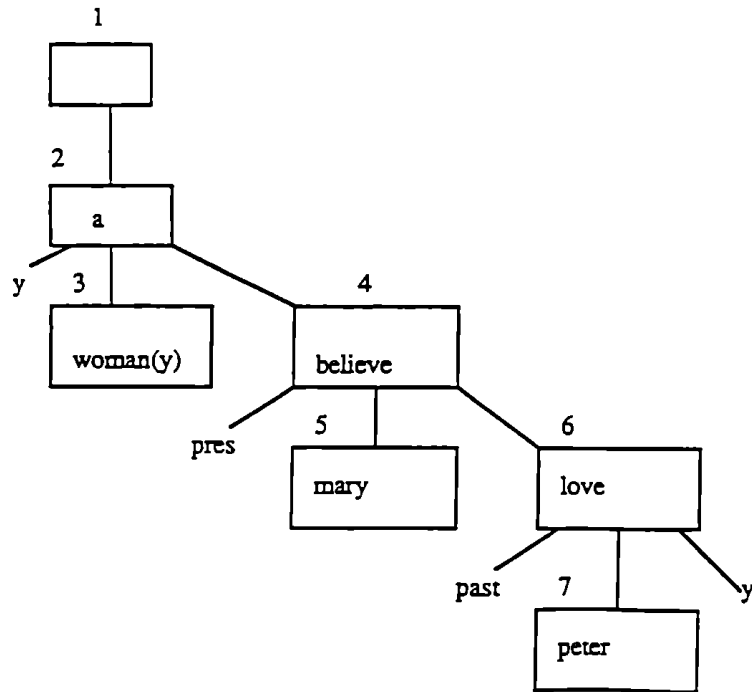 1
2
a
y
3
4
woman(y)
believe
pres
5
6
mary
love
past
7
y
peter